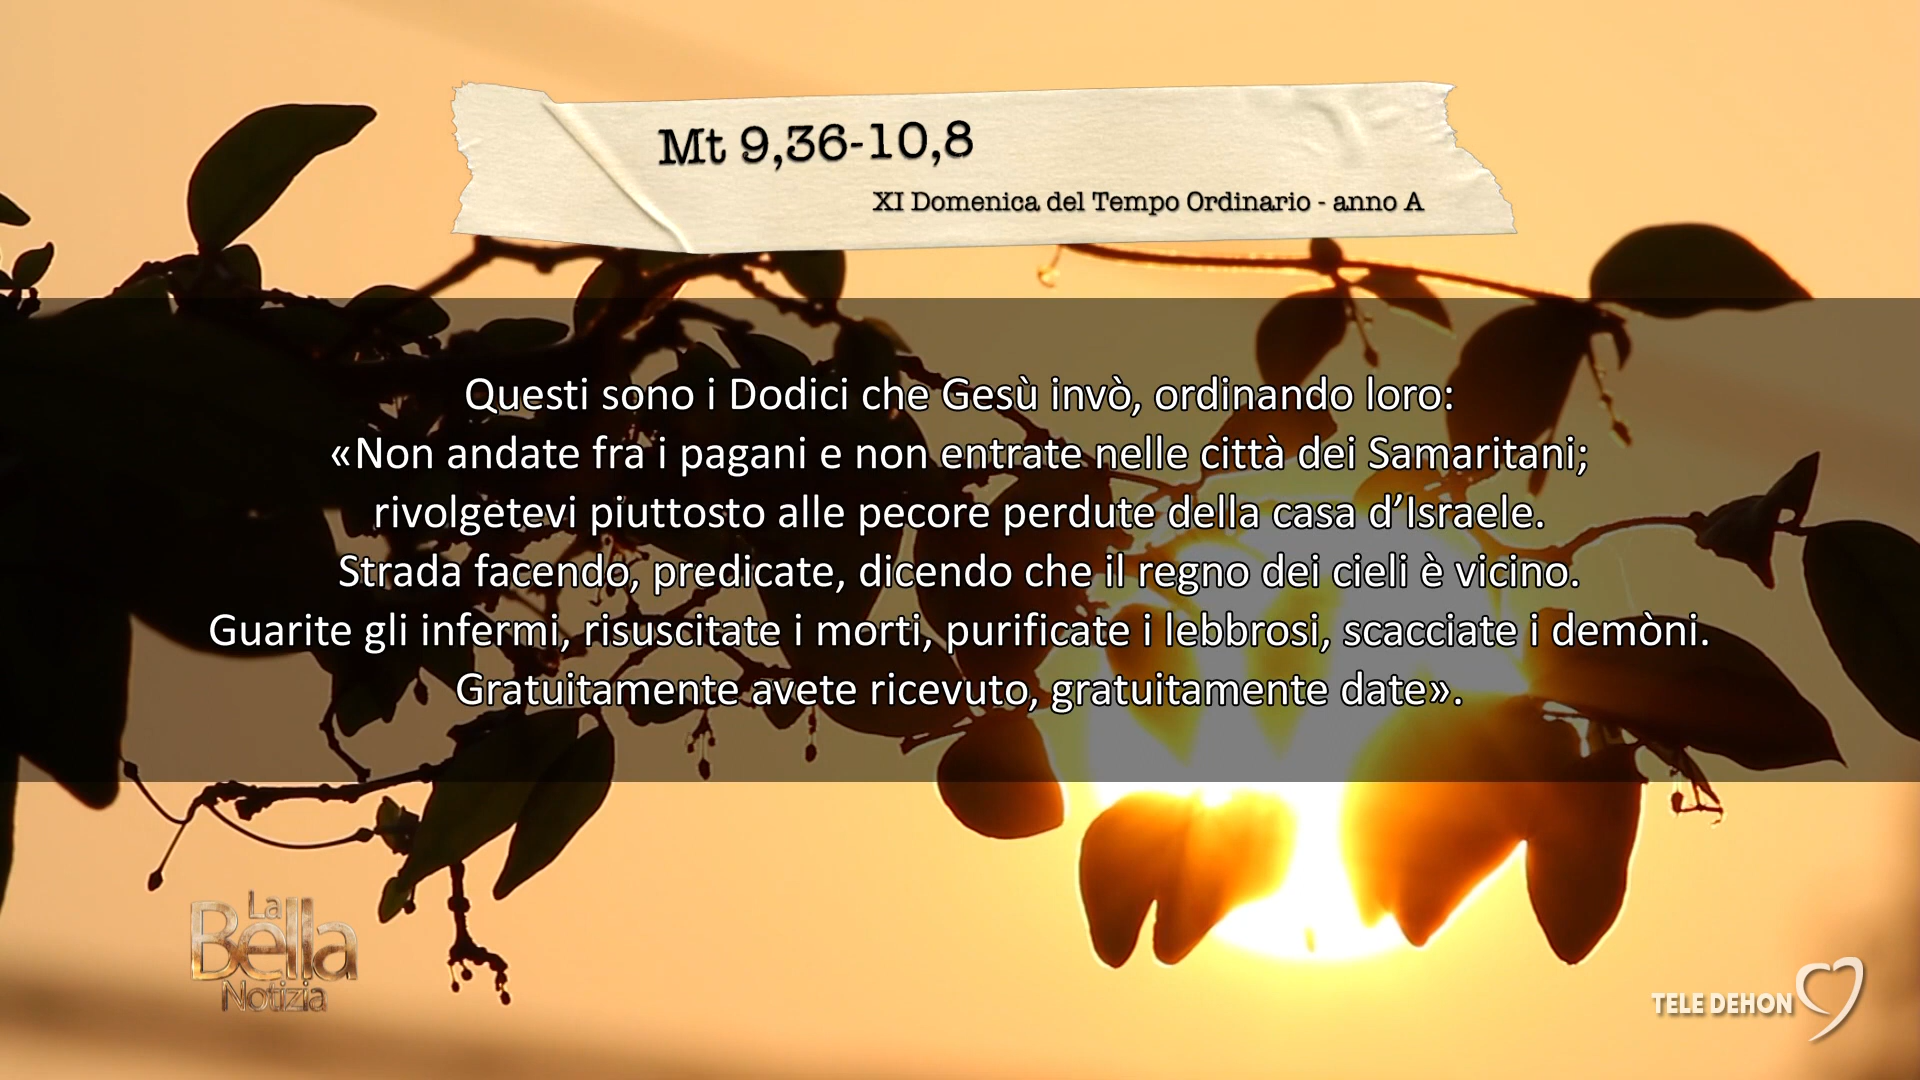 Mt 9,36-10,8
XI Domenica del Tempo Ordinario - anno A
Questi sono i Dodici che Gesù invò, ordinando loro:
«Non andate fra i pagani e non entrate nelle città dei Samaritani;
rivolgetevi piuttosto alle pecore perdute della casa d’Israele.
Strada facendo, predicate, dicendo che il regno dei cieli è vicino.
Guarite gli infermi, risuscitate i morti, purificate i lebbrosi, scacciate i demòni.
Gratuitamente avete ricevuto, gratuitamente date».
La
Bella
Notizia
TELE DEHON